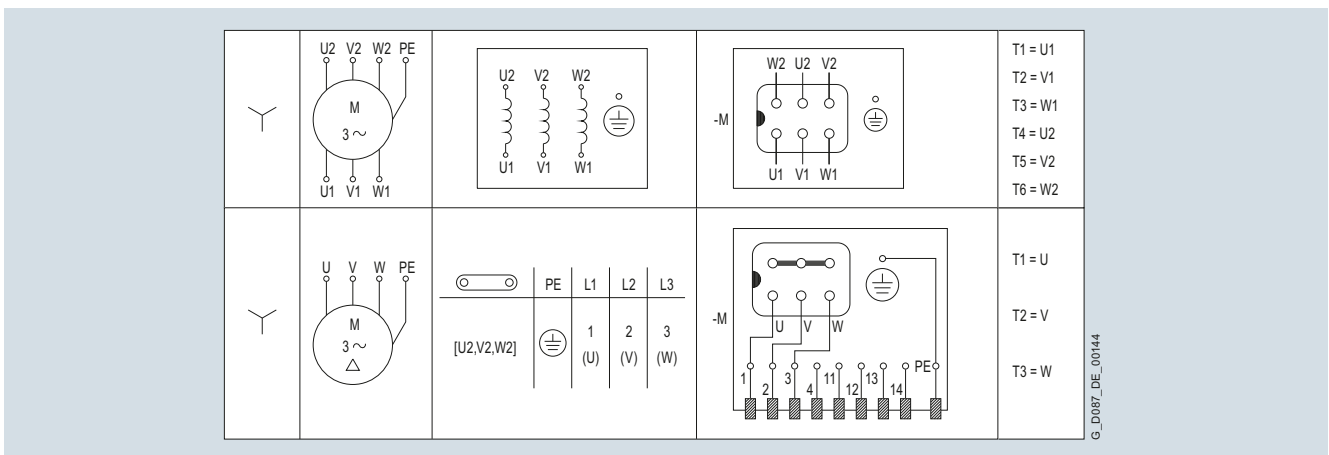 U2 V2 W2 PE
M
3 ~
U1 V1 W1
U2 V2 W2
U1 V1 W1
W2 U2 V2
-M
U1 V1 W1
T1 = U1
T2 = V1
T3 = W1
T4 = U2
T5 = V2
T6 = W2
U V W PE
M
3 ~
PE L1 L2 L3
[U2,V2,W2] 1 2 3
(U) (V) (W)
-M
U V W
1 2 3 4 11 12 13 14 PE
T1 = U
T2 = V
T3 = W
G_D087_DE_00144